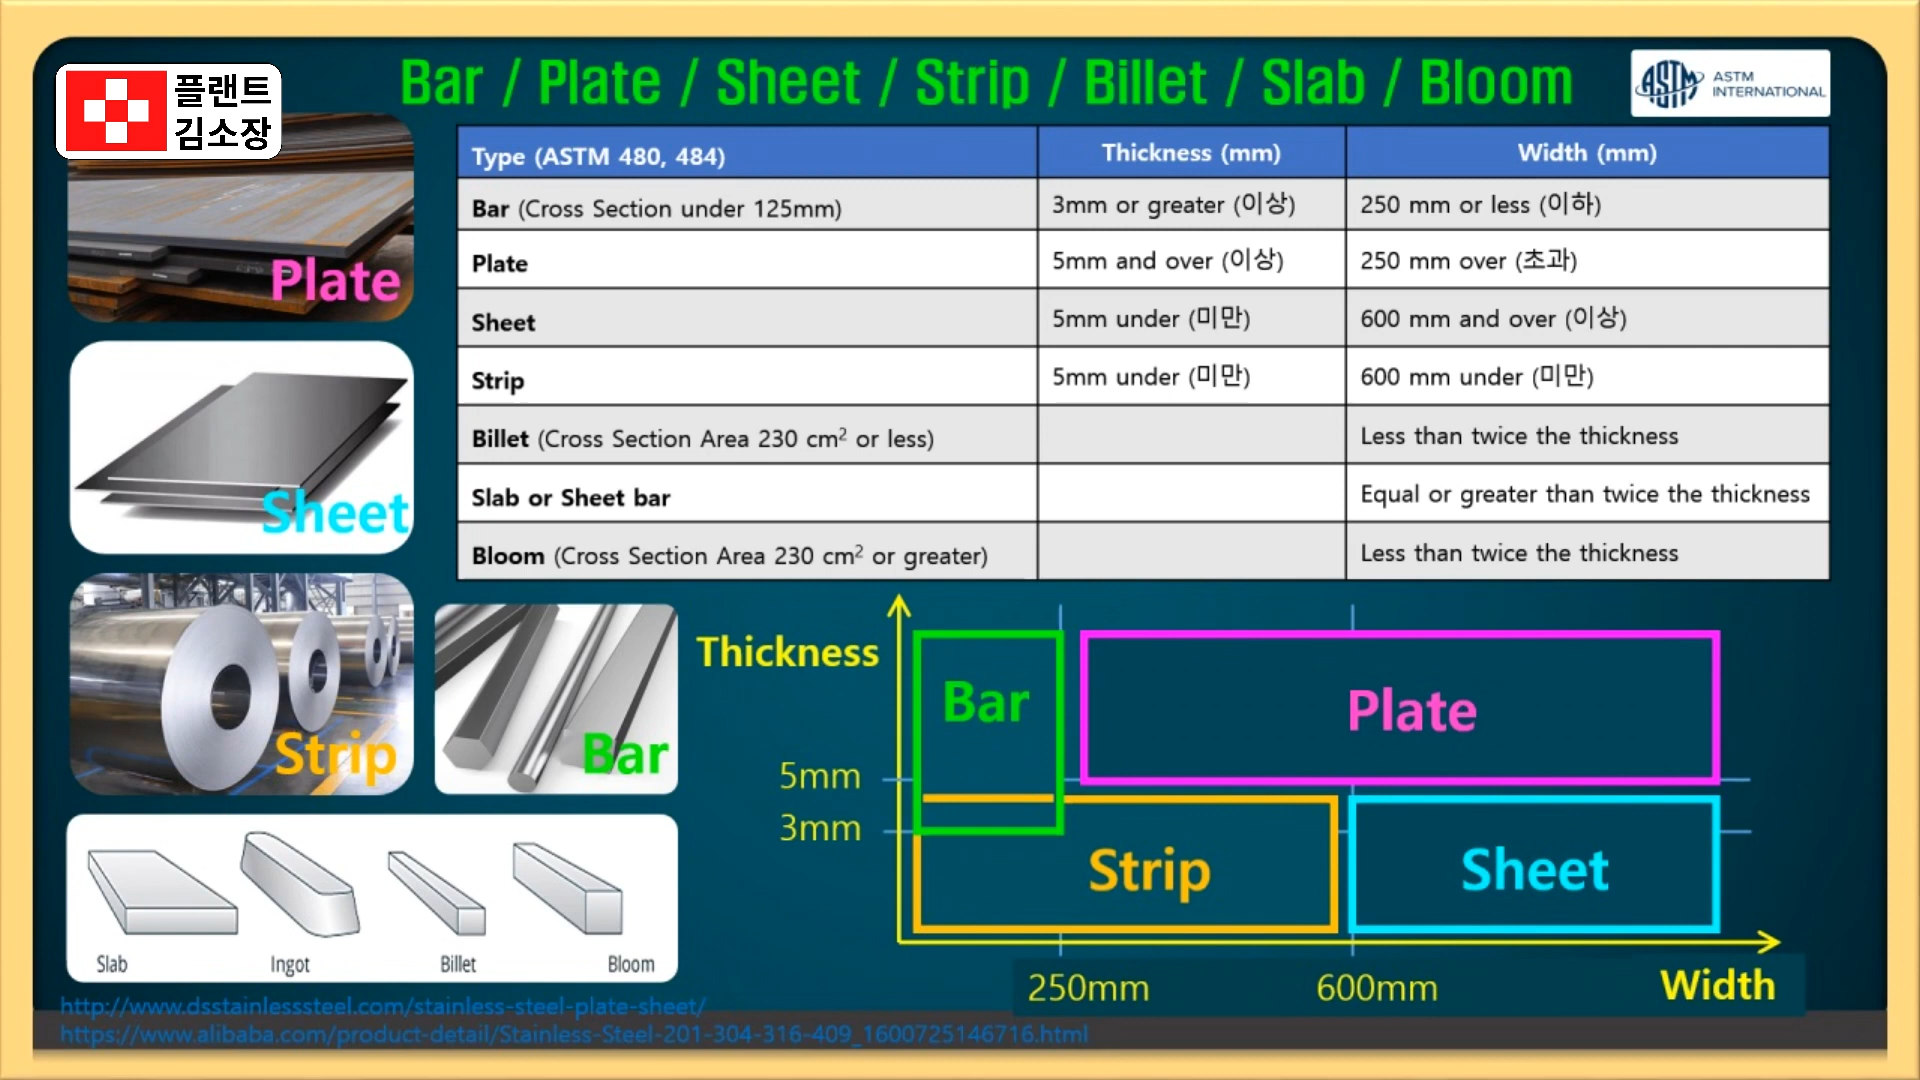 플랜트
김소장
Bar / Plate / Sheet / Strip / Billet / Slab / Bloom
ASTM
ASTM
INTERNATIONAL
Type (ASTM 480, 484) Thickness (mm) Width (mm)
Bar (Cross Section under 125mm) 3mm or greater (이상) 250 mm or less (이하)
Plate 5mm and over (이상) 250 mm over (초과)
Sheet 5mm under (미만) 600 mm and over (이상)
Strip 5mm under (미만) 600 mm under (미만)
Billet (Cross Section Area 230 cm² or less) Less than twice the thickness
Slab or Sheet bar Equal or greater than twice the thickness
Bloom (Cross Section Area 230 cm² or greater) Less than twice the thickness
Plate
Sheet
Strip
Bar
Slab Ingot Billet Bloom
Thickness
Bar
Plate
5mm
3mm
Strip
Sheet
250mm 600mm Width
http://www.dsstainlesssteel.com/stainless-steel-plate-sheet/
https://www.alibaba.com/product-detail/Stainless-Steel-201-304-316-409_1600725146716.html